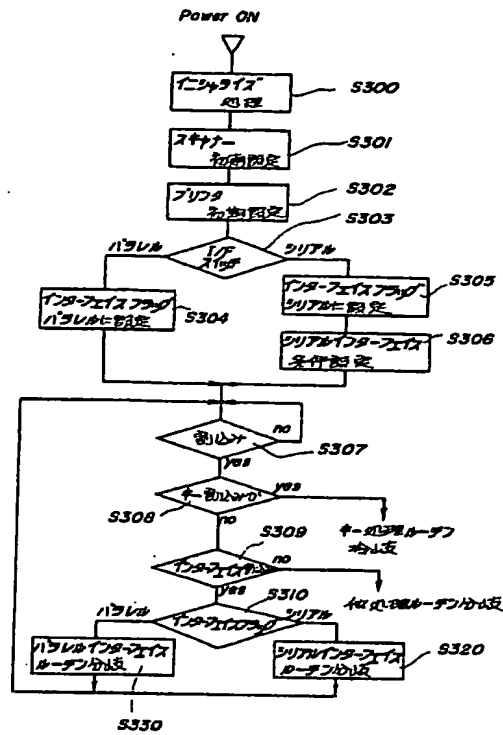 Power ON
イニシャライズ
処理
S300
スキャナー
初期設定
S301
プリンタ
初期設定
S302
S303
パラレル
I/F
スイッチ
シリアル
インターフェイスフラッグ
パラレルに設定
S304
インターフェイスフラッグ
シリアルに設定
S305
シリアルインターフェイス
条件設定
S306
割込み
no
S307
yes
キー割込みか
yes
S308
no
キー処理ルーチン
分岐
S309
インターフェイス
no
yes
他処理ルーチン分岐
S310
パラレル
インターフェイスフラッグ
シリアル
パラレルインターフェイス
ルーチン分岐
シリアルインターフェイス
ルーチン分岐
S320
S330